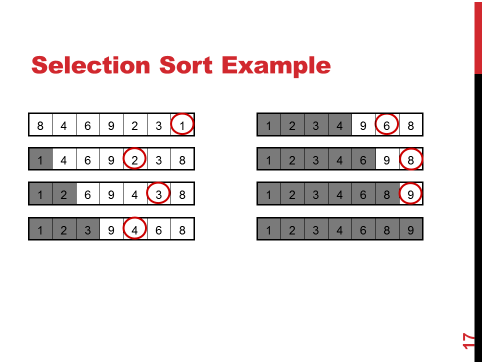 Selection Sort Example
8 4 6 9 2 3 1
1 4 6 9 2 3 8
1 2 6 9 4 3 8
1 2 3 9 4 6 8
1 2 3 4 9 6 8
1 2 3 4 6 9 8
1 2 3 4 6 8 9
1 2 3 4 6 8 9
17